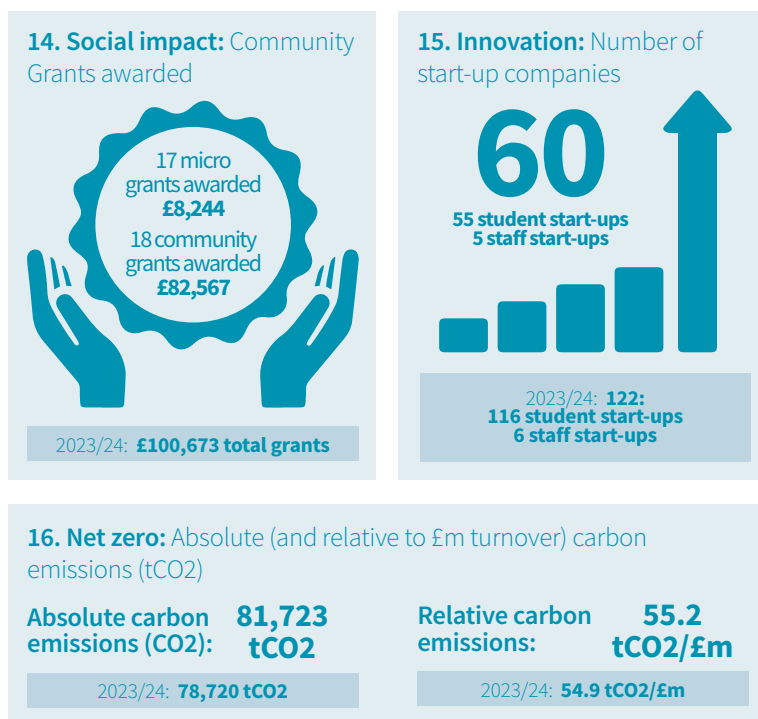 14. Social impact: Community
Grants awarded
17 micro
grants awarded
£8,244
18 community
grants awarded
£82,567
2023/24: £100,673 total grants
15. Innovation: Number of
start-up companies
60
55 student start-ups
5 staff start-ups
2023/24: 122:
116 student start-ups
6 staff start-ups
16. Net zero: Absolute (and relative to £m turnover) carbon
emissions (tCO2)
Absolute carbon
emissions (CO2):
81,723
tCO2
2023/24: 78,720 tCO2
Relative carbon
emissions:
55.2
tCO2/£m
2023/24: 54.9 tCO2/£m